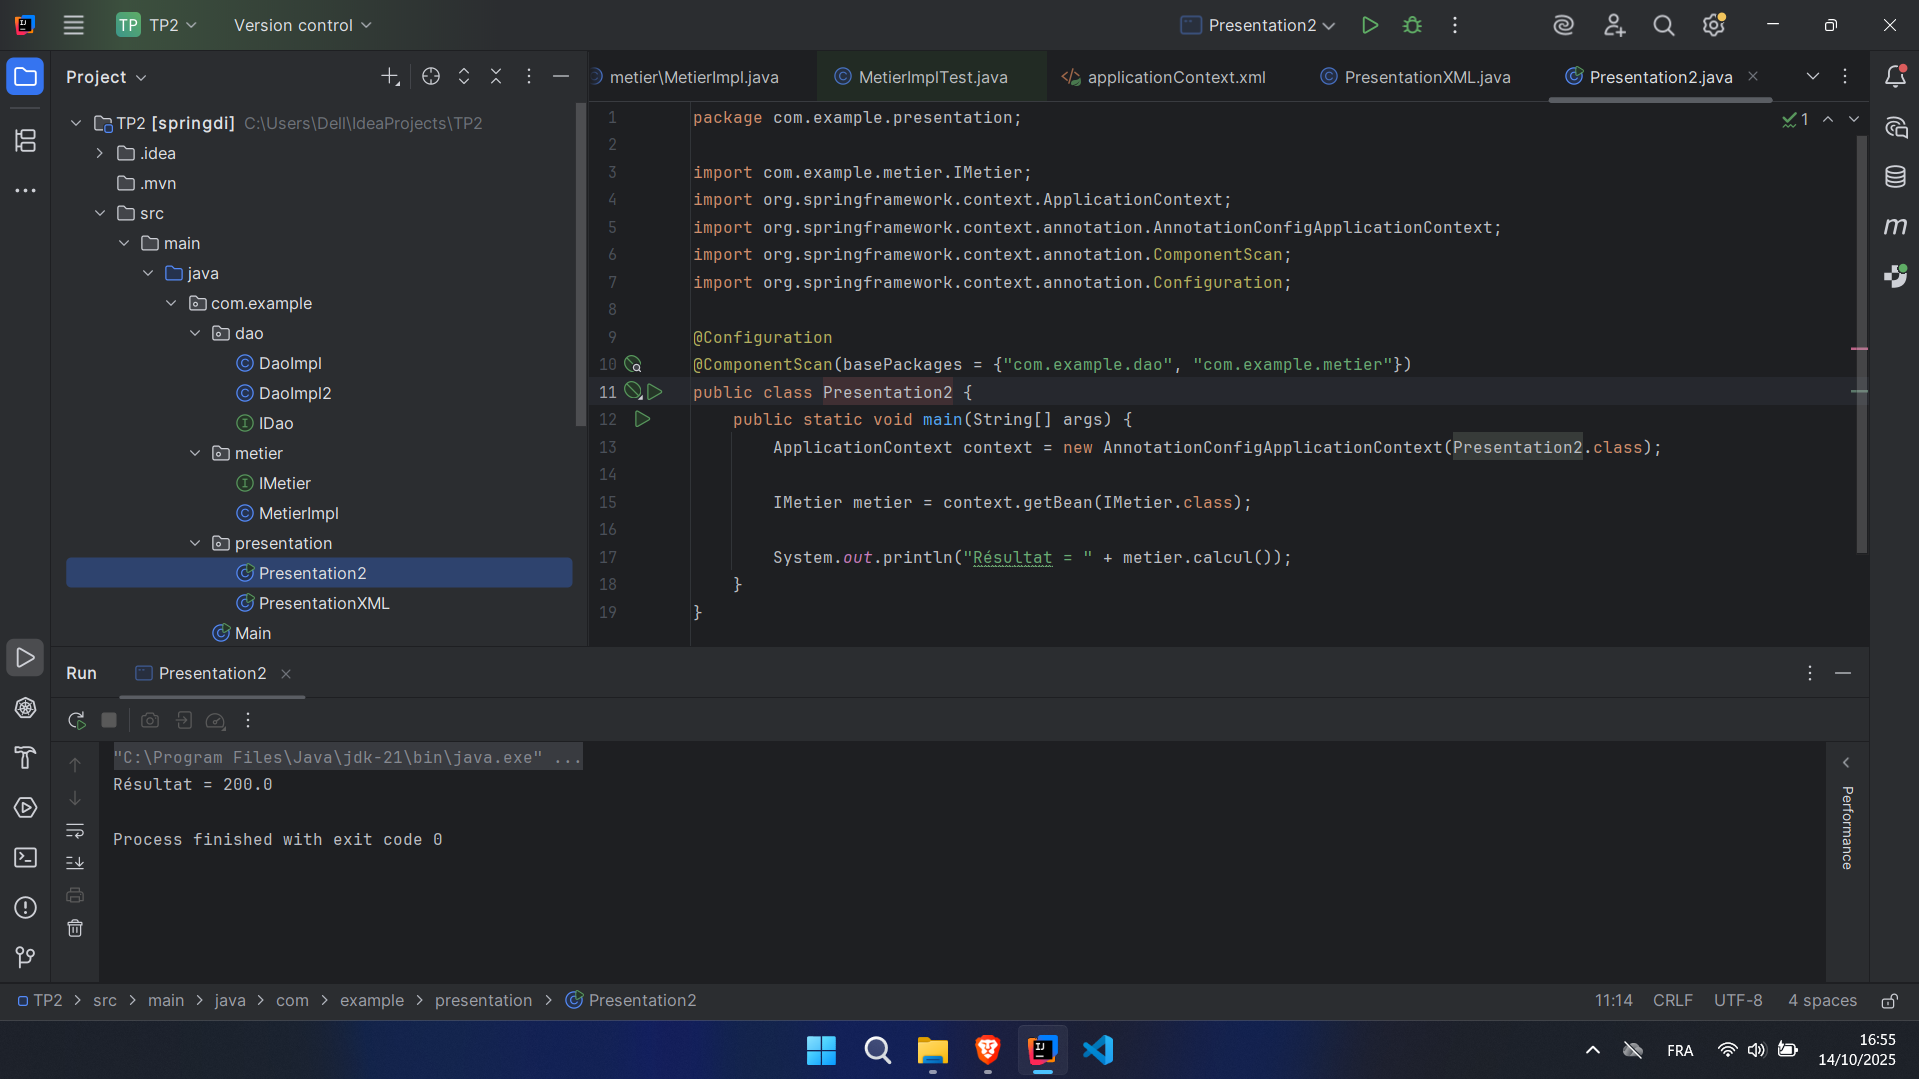 TP TP2 Version control Presentation2
Project
metier\MetierImpl.java MetierImplTest.java applicationContext.xml PresentationXML.java Presentation2.java
TP2 [springdi] C:\Users\Dell\IdeaProjects\TP2
.idea
.mvn
src
main
java
com.example
dao
DaoImpl
DaoImpl2
IDao
metier
IMetier
MetierImpl
presentation
Presentation2
PresentationXML
Main
1 package com.example.presentation;
1
2
3 import com.example.metier.IMetier;
4 import org.springframework.context.ApplicationContext;
5 import org.springframework.context.annotation.AnnotationConfigApplicationContext;
6 import org.springframework.context.annotation.ComponentScan;
7 import org.springframework.context.annotation.Configuration;
8
9 @Configuration
10 @ComponentScan(basePackages = {"com.example.dao", "com.example.metier"})
11 public class Presentation2 {
12 public static void main(String[] args) {
13 ApplicationContext context = new AnnotationConfigApplicationContext(Presentation2.class);
14
15 IMetier metier = context.getBean(IMetier.class);
16
17 System.out.println("Résultat = " + metier.calcul());
18 }
19 }
Run Presentation2
"C:\Program Files\Java\jdk-21\bin\java.exe" ...
Résultat = 200.0
Process finished with exit code 0
Performance
TP2 > src > main > java > com > example > presentation > Presentation2
11:14 CRLF UTF-8 4 spaces
FRA
16:55
14/10/2025